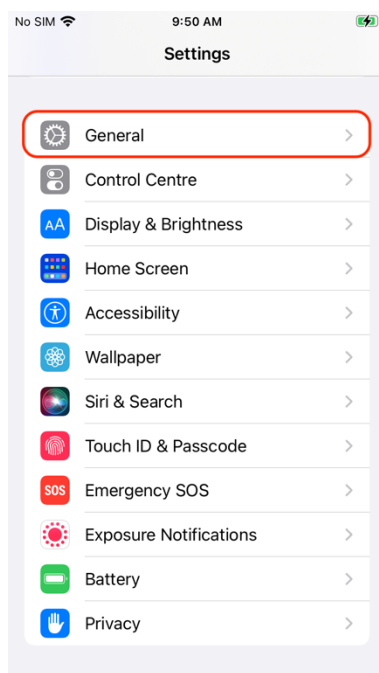 No SIM 9:50 AM
Settings
General
Control Centre
AA Display & Brightness
Home Screen
Accessibility
Wallpaper
Siri & Search
Touch ID & Passcode
SOS Emergency SOS
Exposure Notifications
Battery
Privacy